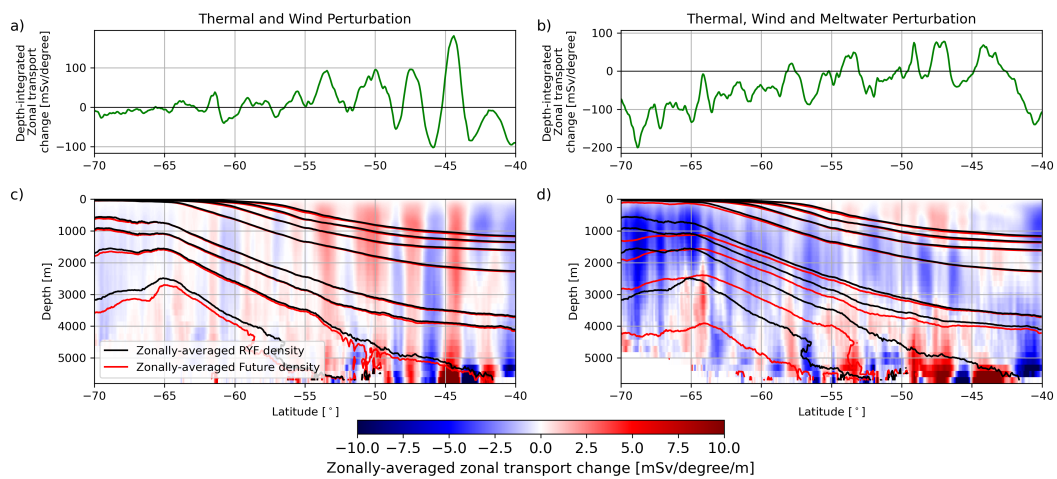 a)
Thermal and Wind Perturbation
Depth-integrated
Zonal transport
change [mSv/degree]
100
0
−100
−70 −65 −60 −55 −50 −45 −40
b)
Thermal, Wind and Meltwater Perturbation
Depth-integrated
Zonal transport
change [mSv/degree]
100
0
−100
−200
−70 −65 −60 −55 −50 −45 −40
c)
Depth [m]
0
1000
2000
3000
4000
5000
Zonally-averaged RYF density
Zonally-averaged Future density
−70 −65 −60 −55 −50 −45 −40
Latitude [°]
d)
Depth [m]
0
1000
2000
3000
4000
5000
−70 −65 −60 −55 −50 −45 −40
Latitude [°]
−10.0 −7.5 −5.0 −2.5 0.0 2.5 5.0 7.5 10.0
Zonally-averaged zonal transport change [mSv/degree/m]